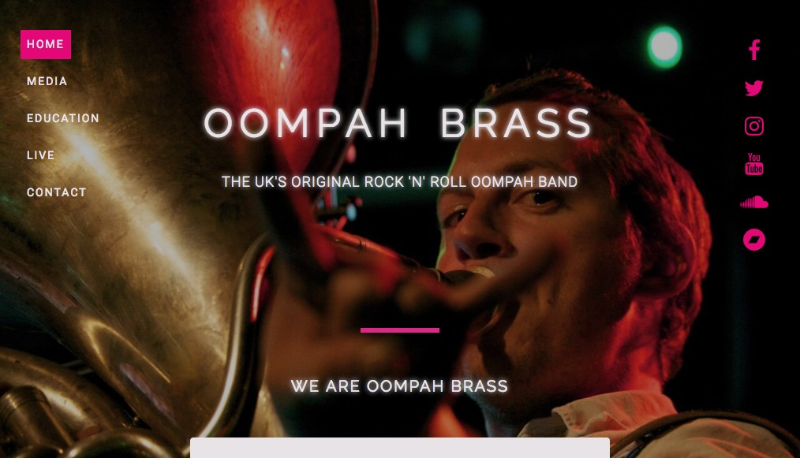 HOME
MEDIA
EDUCATION
LIVE
CONTACT
OOMPAH BRASS
THE UK'S ORIGINAL ROCK 'N' ROLL OOMPAH BAND
WE ARE OOMPAH BRASS
You
Tube